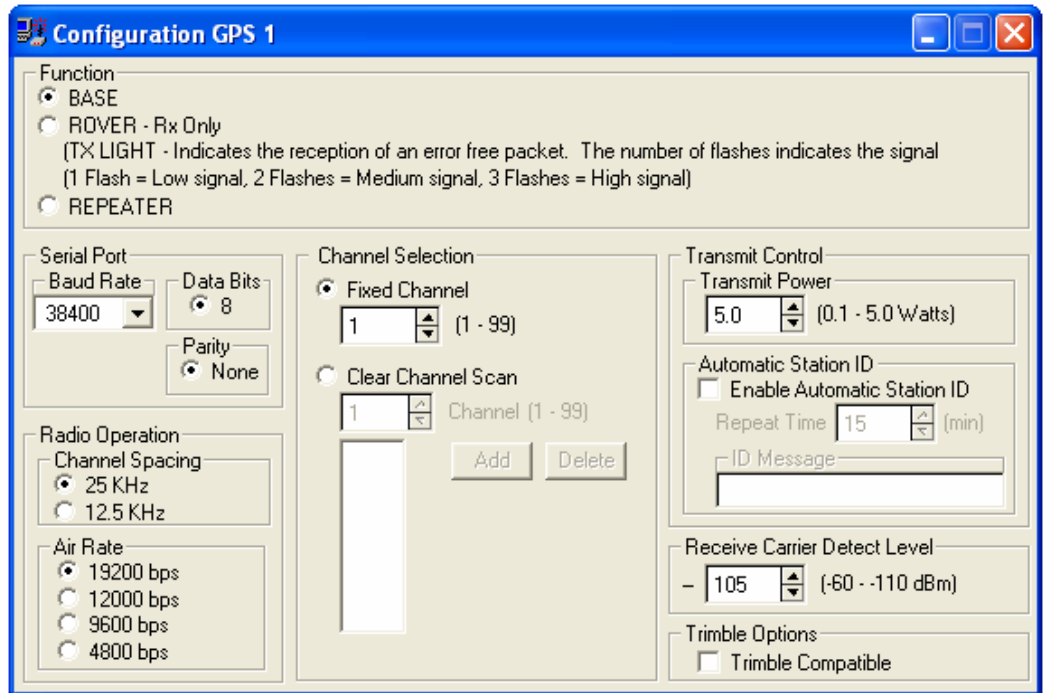 Configuration GPS 1
Function
BASE
ROVER - Rx Only
(TX LIGHT - Indicates the reception of an error free packet. The number of flashes indicates the signal
(1 Flash = Low signal, 2 Flashes = Medium signal, 3 Flashes = High signal)
REPEATER
Serial Port
Baud Rate
38400
Data Bits
8
Parity
None
Radio Operation
Channel Spacing
25 KHz
12.5 KHz
Air Rate
19200 bps
12000 bps
9600 bps
4800 bps
Channel Selection
Fixed Channel
1 (1 - 99)
Clear Channel Scan
1 Channel (1 - 99)
Add Delete
Transmit Control
Transmit Power
5.0 (0.1 - 5.0 Watts)
Automatic Station ID
Enable Automatic Station ID
Repeat Time 15 (min)
ID Message
Receive Carrier Detect Level
– 105 (-60 - -110 dBm)
Trimble Options
Trimble Compatible